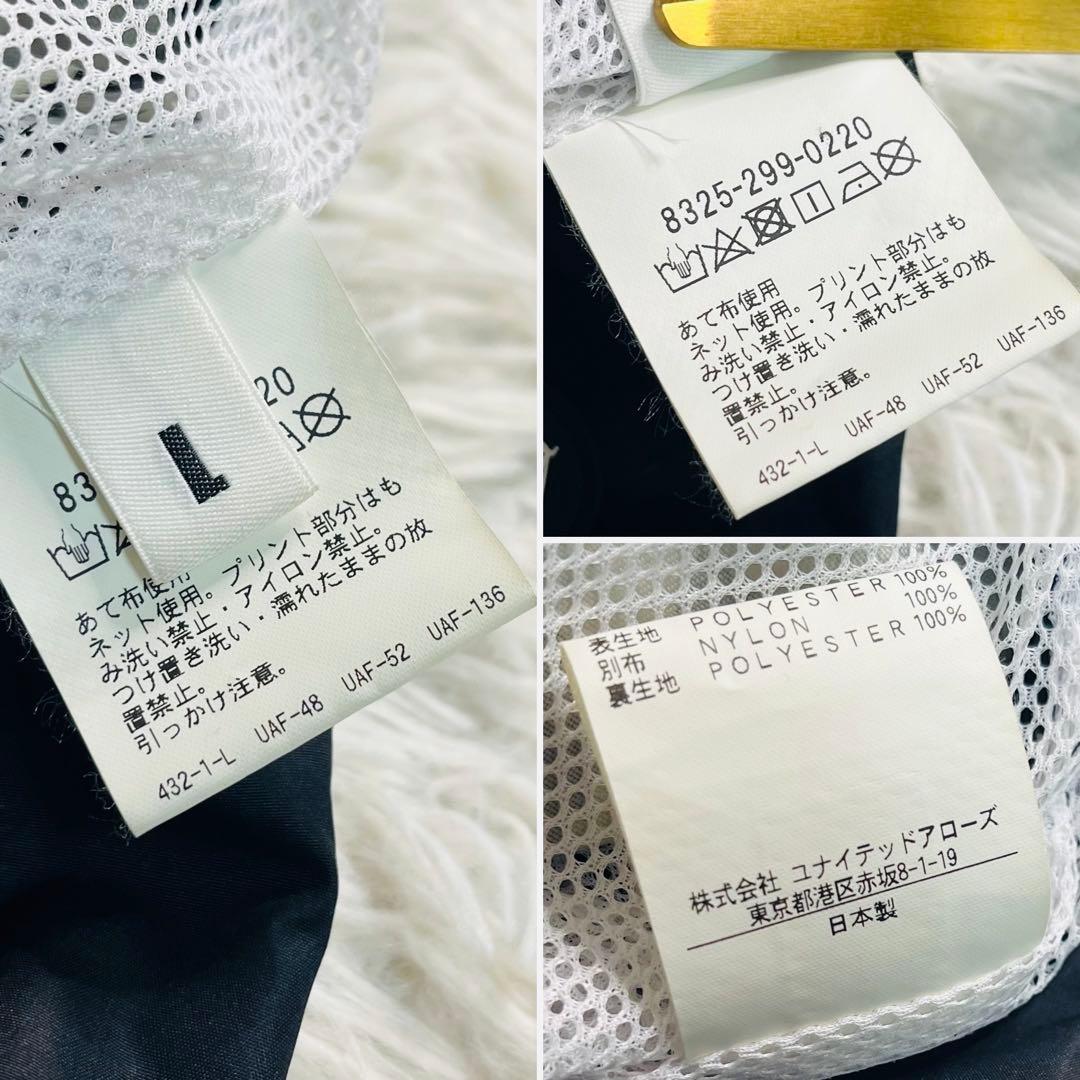 L
83
20
あて布使用
ネット使用。プリント部分はも
み洗い禁止・アイロン禁止。
つけ置き洗い・濡れたままの放
置禁止。
引っかけ注意。
432-1-L UAF-48 UAF-52 UAF-136
8325-299-0220
あて布使用
ネット使用。プリント部分はも
み洗い禁止・アイロン禁止。
つけ置き洗い・濡れたままの放
置禁止。
引っかけ注意。
432-1-L UAF-48 UAF-52 UAF-136
表生地 POLYESTER 100%
別布 NYLON 100%
裏生地 POLYESTER 100%
株式会社 ユナイテッドアローズ
東京都港区赤坂8-1-19
日本製